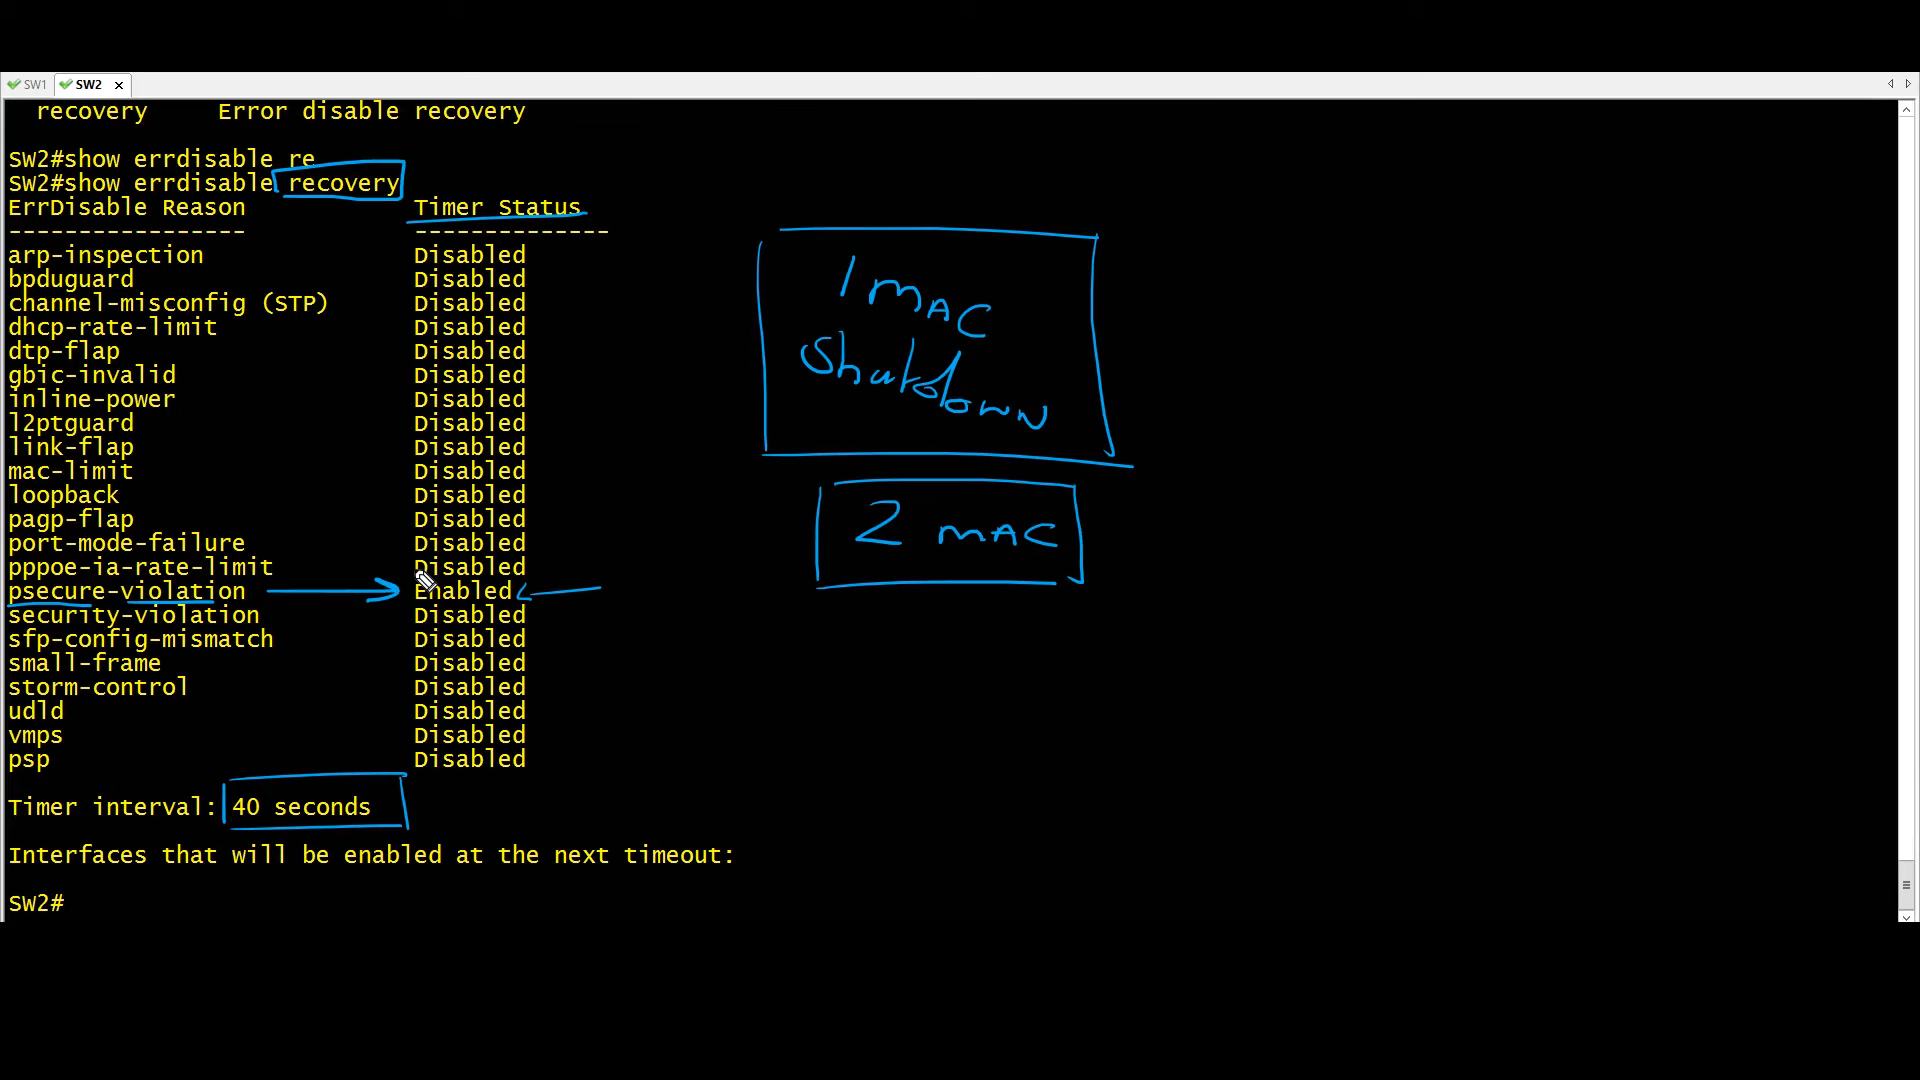 SW1 SW2
recovery Error disable recovery
SW2#show errdisable re
SW2#show errdisable recovery
ErrDisable Reason Timer Status
----------------- --------------
arp-inspection Disabled
bpduguard Disabled
channel-misconfig (STP) Disabled
dhcp-rate-limit Disabled
dtp-flap Disabled
gbic-invalid Disabled
inline-power Disabled
l2ptguard Disabled
link-flap Disabled
mac-limit Disabled
loopback Disabled
pagp-flap Disabled
port-mode-failure Disabled
pppoe-ia-rate-limit Disabled
psecure-violation Enabled
security-violation Disabled
sfp-config-mismatch Disabled
small-frame Disabled
storm-control Disabled
udld Disabled
vmps Disabled
psp Disabled
Timer interval: 40 seconds
Interfaces that will be enabled at the next timeout:
SW2#
1 MAC
Shutdown
2 MAC